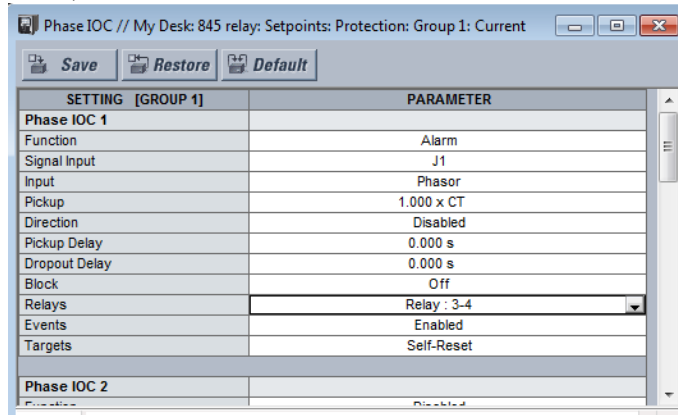 Phase IOC // My Desk: 845 relay: Setpoints: Protection: Group 1: Current
Save Restore Default
SETTING [GROUP 1] PARAMETER
Phase IOC 1
Function Alarm
Signal Input J1
Input Phasor
Pickup 1.000 x CT
Direction Disabled
Pickup Delay 0.000 s
Dropout Delay 0.000 s
Block Off
Relays Relay : 3-4
Events Enabled
Targets Self-Reset
Phase IOC 2
Function Disabled